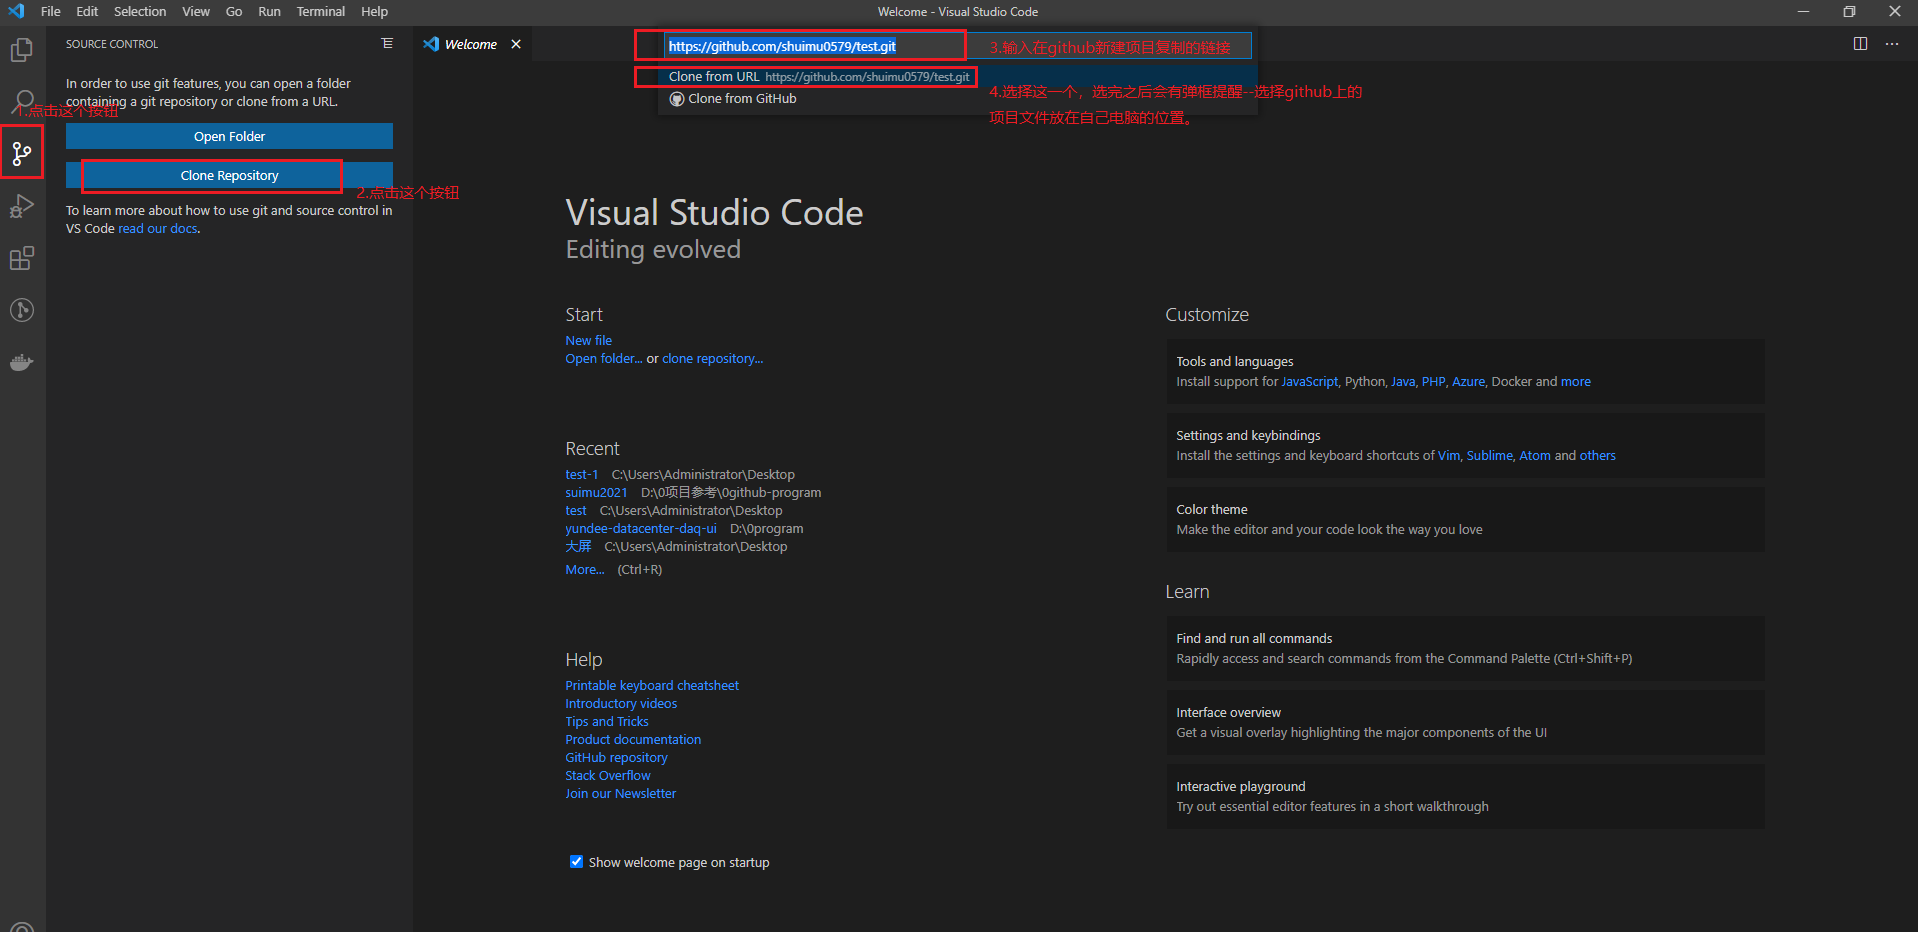 File Edit Selection View Go Run Terminal Help
Welcome - Visual Studio Code
SOURCE CONTROL
In order to use git features, you can open a folder
containing a git repository or clone from a URL.
1.点击这个按钮
Open Folder
Clone Repository
2.点击这个按钮
To learn more about how to use git and source control in
VS Code read our docs.
Welcome
https://github.com/shuimu0579/test.git
3.输入在github新建项目复制的链接
Clone from URL https://github.com/shuimu0579/test.git
Clone from GitHub
4.选择这一个，选完之后会有弹框提醒--选择github上的
项目文件放在自己电脑的位置。
Visual Studio Code
Editing evolved
Start
New file
Open folder... or clone repository...
Recent
test-1 C:\Users\Administrator\Desktop
suimu2021 D:\0项目参考\0github-program
test C:\Users\Administrator\Desktop
yundee-datacenter-daq-ui D:\0program
大屏 C:\Users\Administrator\Desktop
More... (Ctrl+R)
Help
Printable keyboard cheatsheet
Introductory videos
Tips and Tricks
Product documentation
GitHub repository
Stack Overflow
Join our Newsletter
Show welcome page on startup
Customize
Tools and languages
Install support for JavaScript, Python, Java, PHP, Azure, Docker and more
Settings and keybindings
Install the settings and keyboard shortcuts of Vim, Sublime, Atom and others
Color theme
Make the editor and your code look the way you love
Learn
Find and run all commands
Rapidly access and search commands from the Command Palette (Ctrl+Shift+P)
Interface overview
Get a visual overlay highlighting the major components of the UI
Interactive playground
Try out essential editor features in a short walkthrough